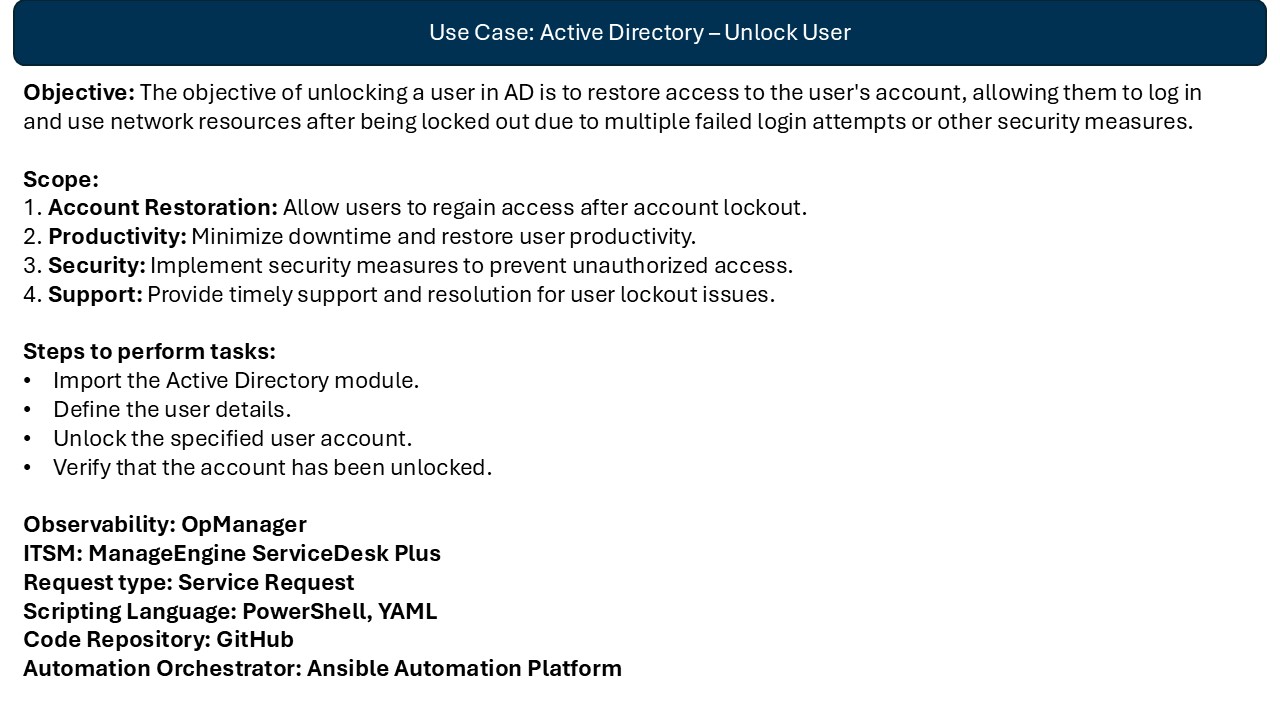 Use Case: Active Directory – Unlock User
Objective: The objective of unlocking a user in AD is to restore access to the user's account, allowing them to log in
and use network resources after being locked out due to multiple failed login attempts or other security measures.
Scope:
1. Account Restoration: Allow users to regain access after account lockout.
2. Productivity: Minimize downtime and restore user productivity.
3. Security: Implement security measures to prevent unauthorized access.
4. Support: Provide timely support and resolution for user lockout issues.
Steps to perform tasks:
• Import the Active Directory module.
• Define the user details.
• Unlock the specified user account.
• Verify that the account has been unlocked.
Observability: OpManager
ITSM: ManageEngine ServiceDesk Plus
Request type: Service Request
Scripting Language: PowerShell, YAML
Code Repository: GitHub
Automation Orchestrator: Ansible Automation Platform